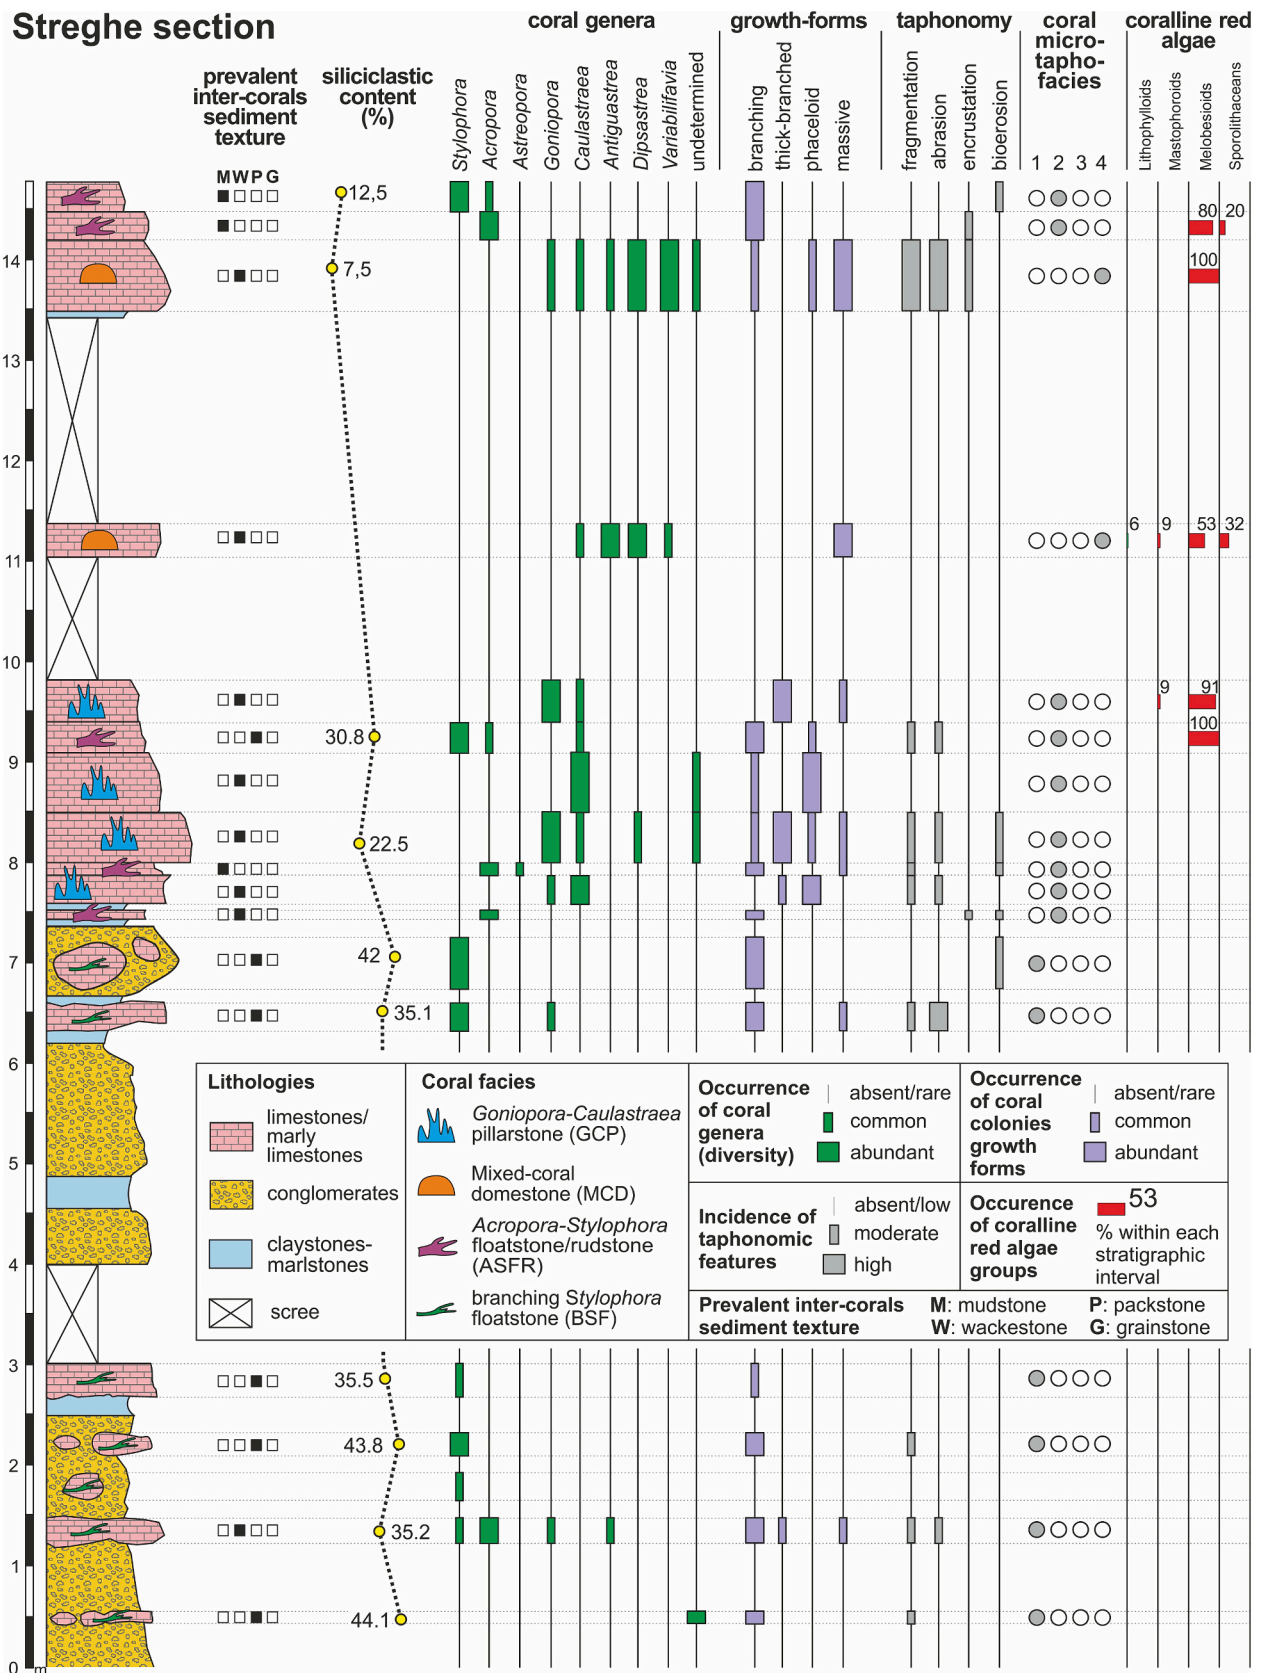 Streghe section
coral genera
growth-forms
taphonomy
coral
micro-
tapho-
facies
coralline red
algae
prevalent
inter-corals
sediment
texture
siliciclastic
content
(%)
Stylophora
Acropora
Astreopora
Goniopora
Caulastraea
Antiguastrea
Dipsastrea
Variabilifavia
undetermined
branching
thick-branched
phaceloid
massive
fragmentation
abrasion
encrustation
bioerosion
1 2 3 4
Lithophylloids
Mastophoroids
Melobesioids
Sporolithaceans
M W P G
12,5
80 20
14
7,5
100
13
12
6 9 53 32
11
10
9 91
30.8
100
9
22.5
8
42
7
35.1
6
Lithologies
limestones/
marly
limestones
conglomerates
claystones-
marlstones
scree
Coral facies
Goniopora-Caulastraea
pillarstone (GCP)
Mixed-coral
domestone (MCD)
Acropora-Stylophora
floatstone/rudstone
(ASFR)
branching Stylophora
floatstone (BSF)
Occurrence
of coral
genera
(diversity)
absent/rare
common
abundant
Occurrence
of coral
colonies
growth
forms
absent/rare
common
abundant
Incidence of
taphonomic
features
absent/low
moderate
high
Occurence
of coralline
red algae
groups
53
% within each
stratigraphic
interval
Prevalent inter-corals
sediment texture
M: mudstone
W: wackestone
P: packstone
G: grainstone
5
4
3
35.5
43.8
2
35.2
1
44.1
0 m